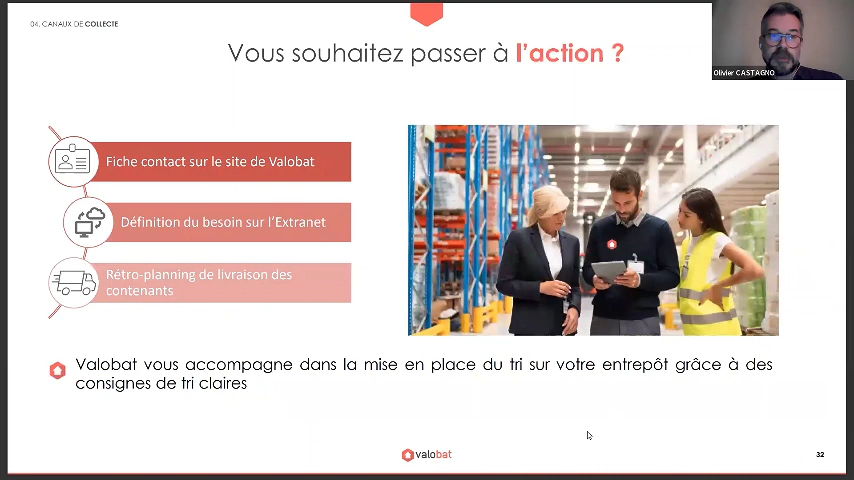 04. CANAUX DE COLLECTE
Vous souhaitez passer à l'action ?
Olivier CASTAGNO
Fiche contact sur le site de Valobat
Définition du besoin sur l'Extranet
Rétro-planning de livraison des
contenants
Valobat vous accompagne dans la mise en place du tri sur votre entrepôt grâce à des
consignes de tri claires
valobat
32